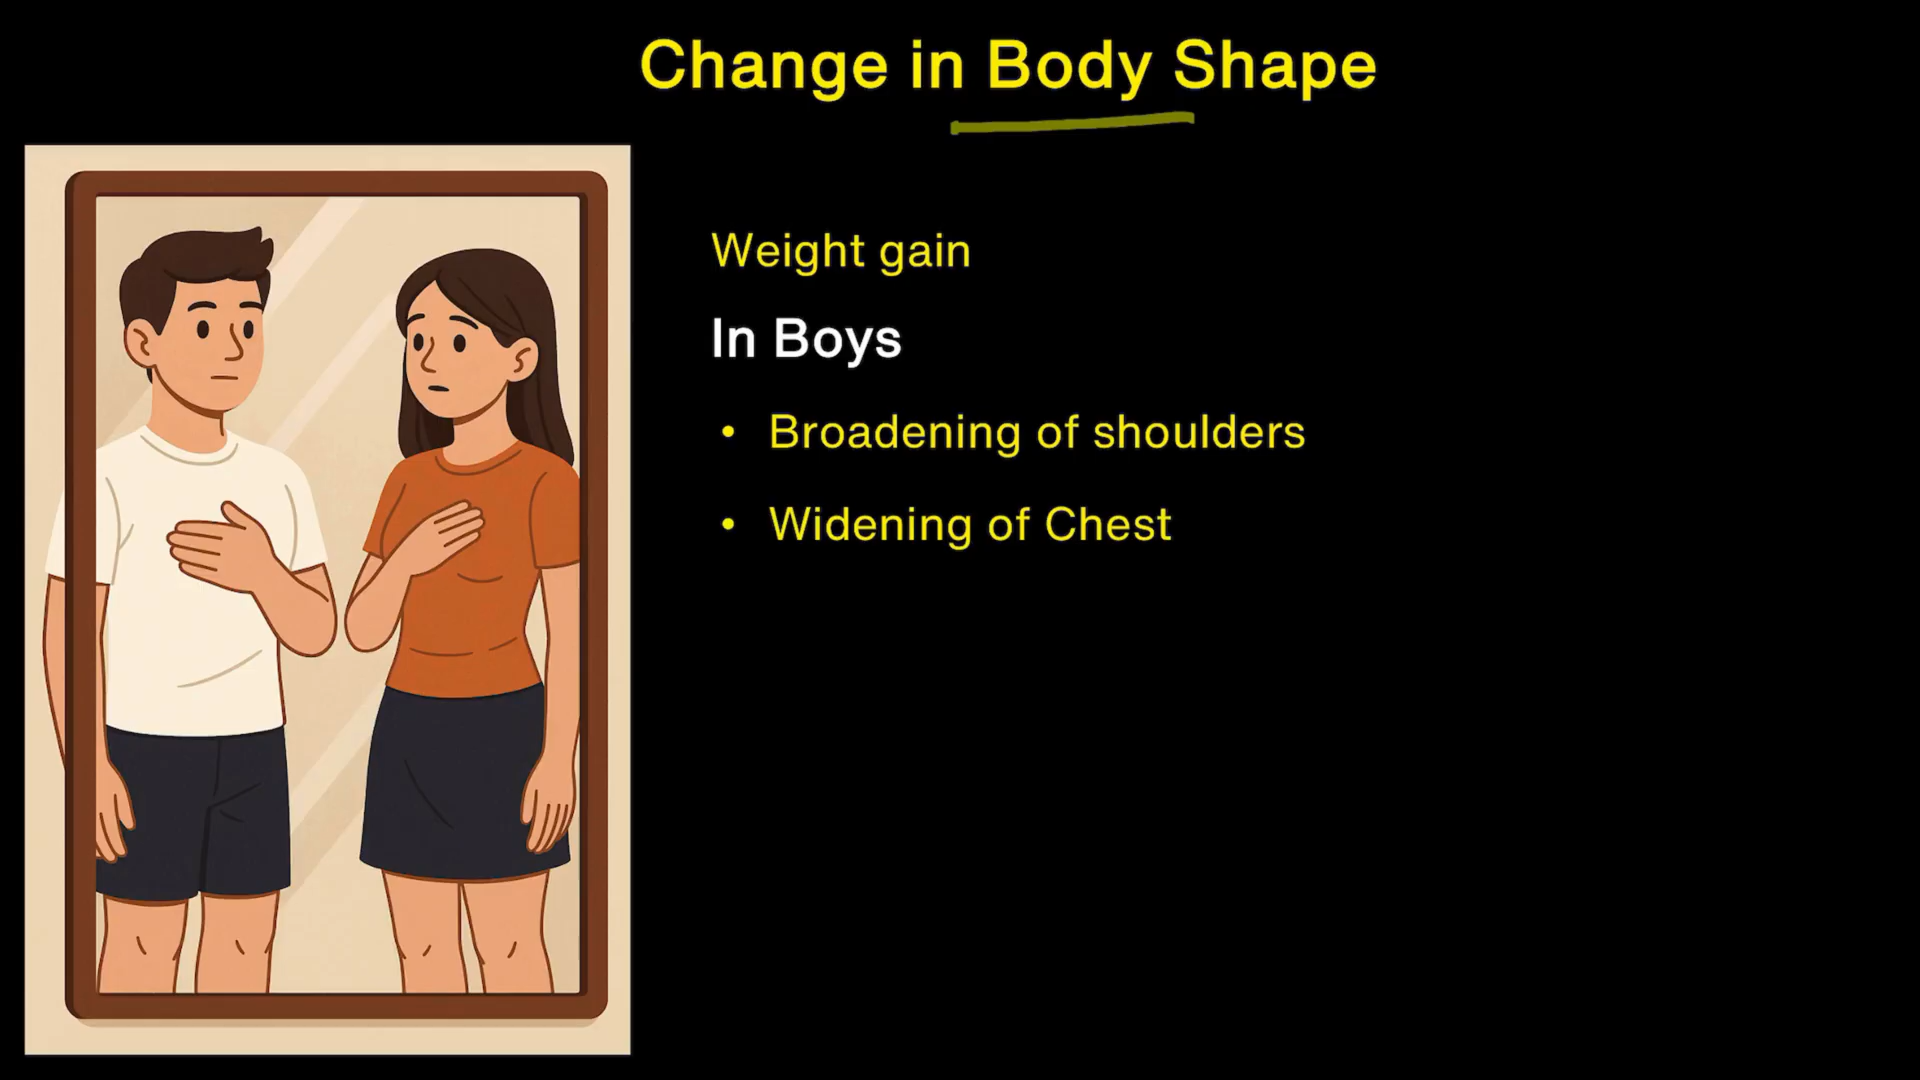 Change in Body Shape
Weight gain
In Boys
• Broadening of shoulders
• Widening of Chest